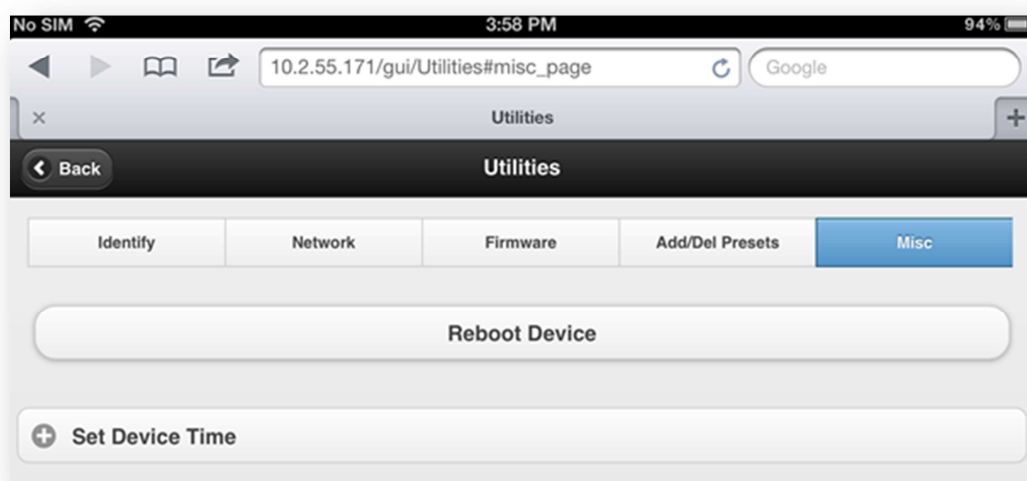 No SIM 3:58 PM 94%
10.2.55.171/gui/Utilities#misc_page Google
Utilities
Back Utilities
Identify Network Firmware Add/Del Presets Misc
Reboot Device
Set Device Time